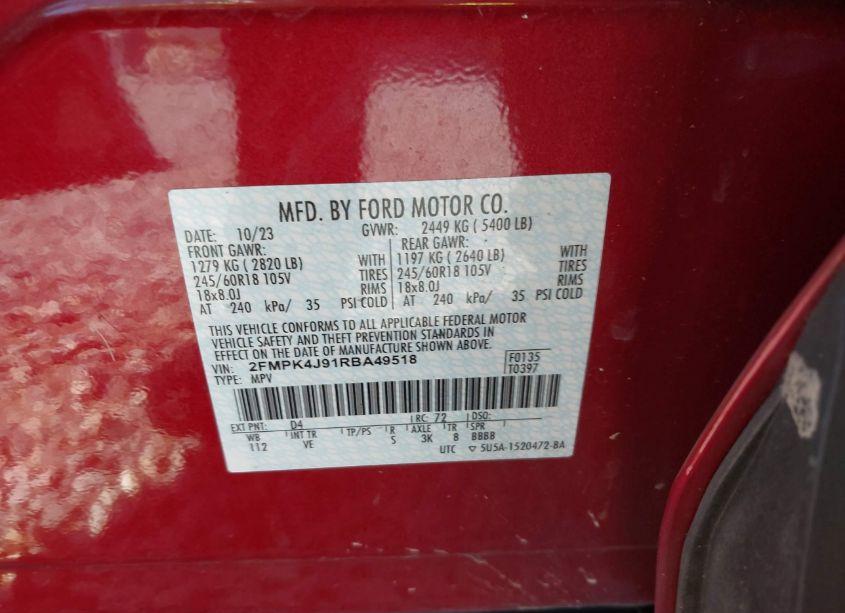 MFD. BY FORD MOTOR CO.
DATE: 10/23 GVWR: 2449 KG ( 5400 LB)
FRONT GAWR: REAR GAWR:
1279 KG ( 2820 LB) WITH 1197 KG ( 2640 LB) WITH
245/60R18 105V TIRES 245/60R18 105V TIRES
18x8.0J RIMS 18x8.0J RIMS
AT 240 kPa/ 35 PSI COLD AT 240 kPa/ 35 PSI COLD
THIS VEHICLE CONFORMS TO ALL APPLICABLE FEDERAL MOTOR
VEHICLE SAFETY AND THEFT PREVENTION STANDARDS IN
EFFECT ON THE DATE OF MANUFACTURE SHOWN ABOVE.
VIN: 2FMPK4J91RBA49518 F0135
TYPE: MPV T0397
EXT PNT: D4 RC: 72 DSO:
WB INT TR TP/PS R AXLE TR SPR
112 VE S 3K 8 BBBB
UTC ▽ 5U5A-1520472-BA